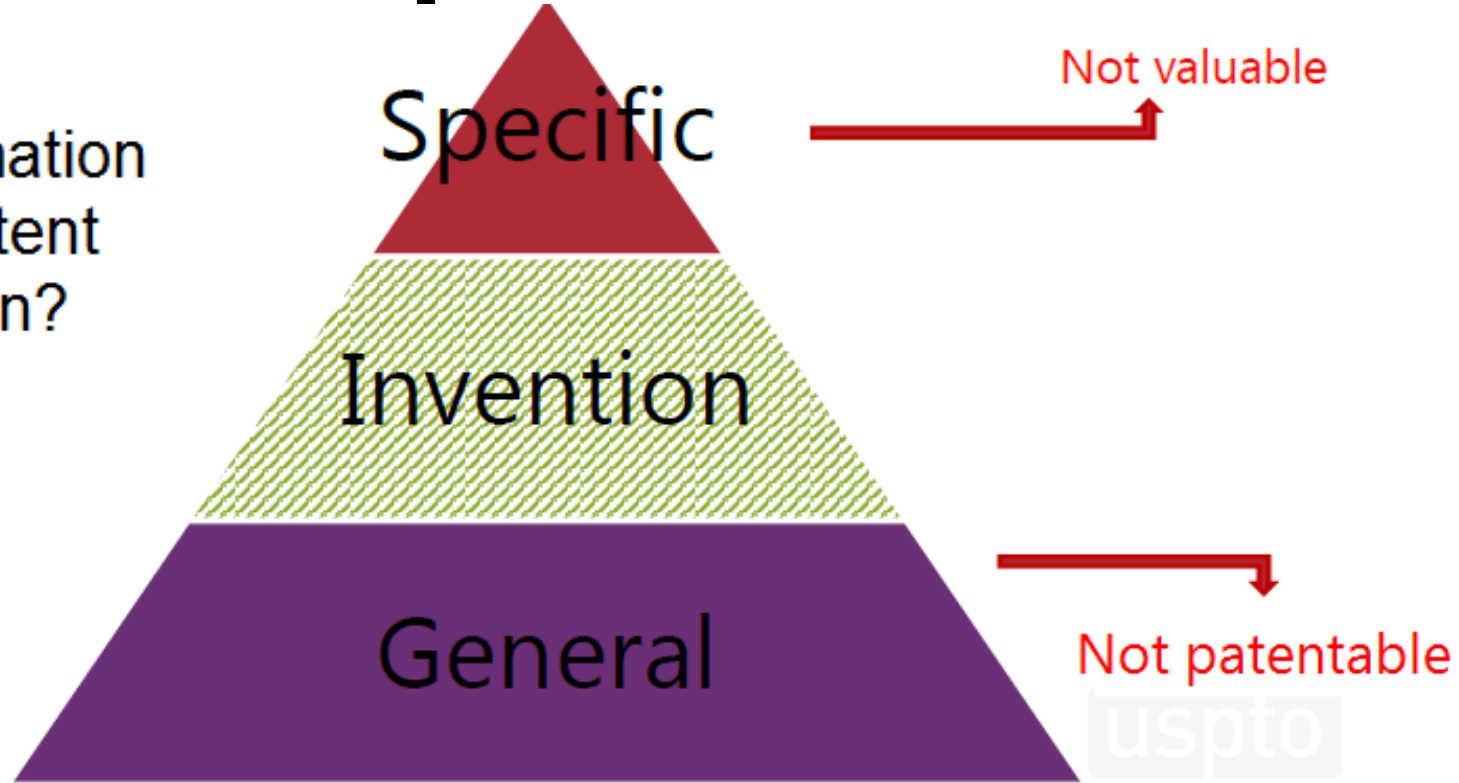 Specific
Not valuable
nation
tent
n?
Invention
General
Not patentable
uspto